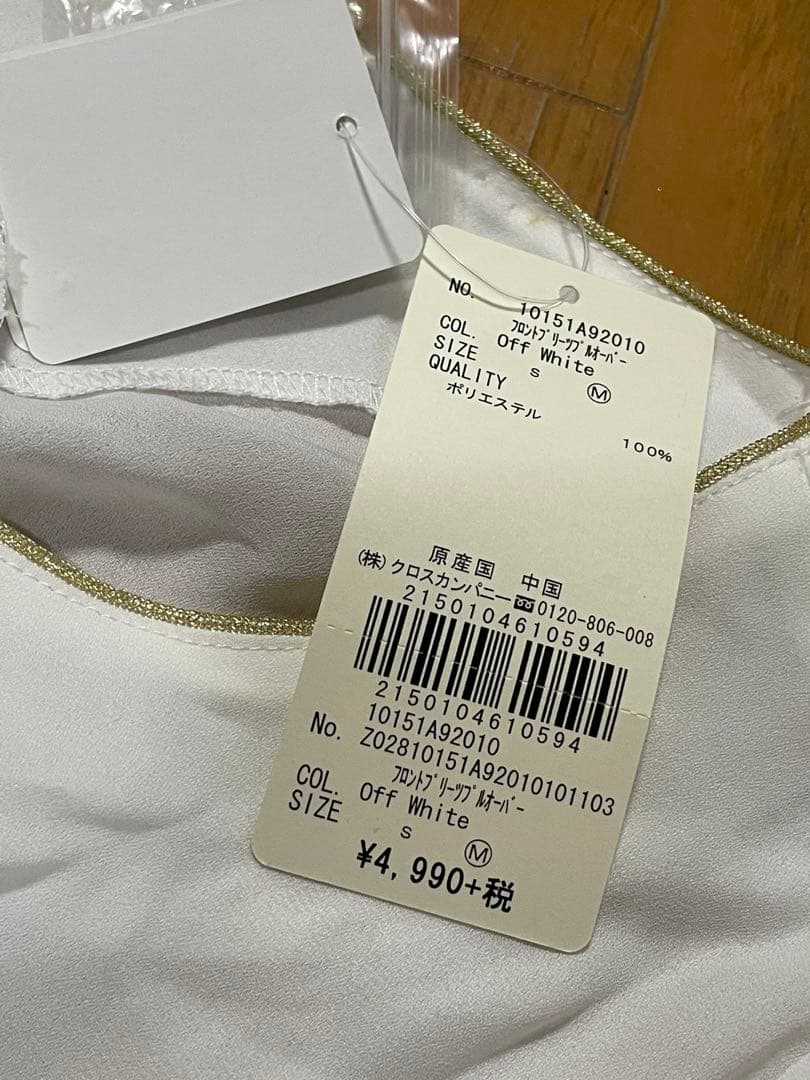 NO. 10151A92010
ﾌﾛﾝﾄﾌﾟﾘｰﾂﾌﾟﾙｵｰﾊﾞｰ
COL. Off White
SIZE S Ⓜ
QUALITY
ポリエステル 100%
原産国 中国
(株)クロスカンパニー☎0120-806-008
2150104610594
2150104610594
10151A92010
No. Z02810151A92010101103
ﾌﾛﾝﾄﾌﾟﾘｰﾂﾌﾟﾙｵｰﾊﾞｰ
COL. Off White
SIZE S Ⓜ
¥4,990+税